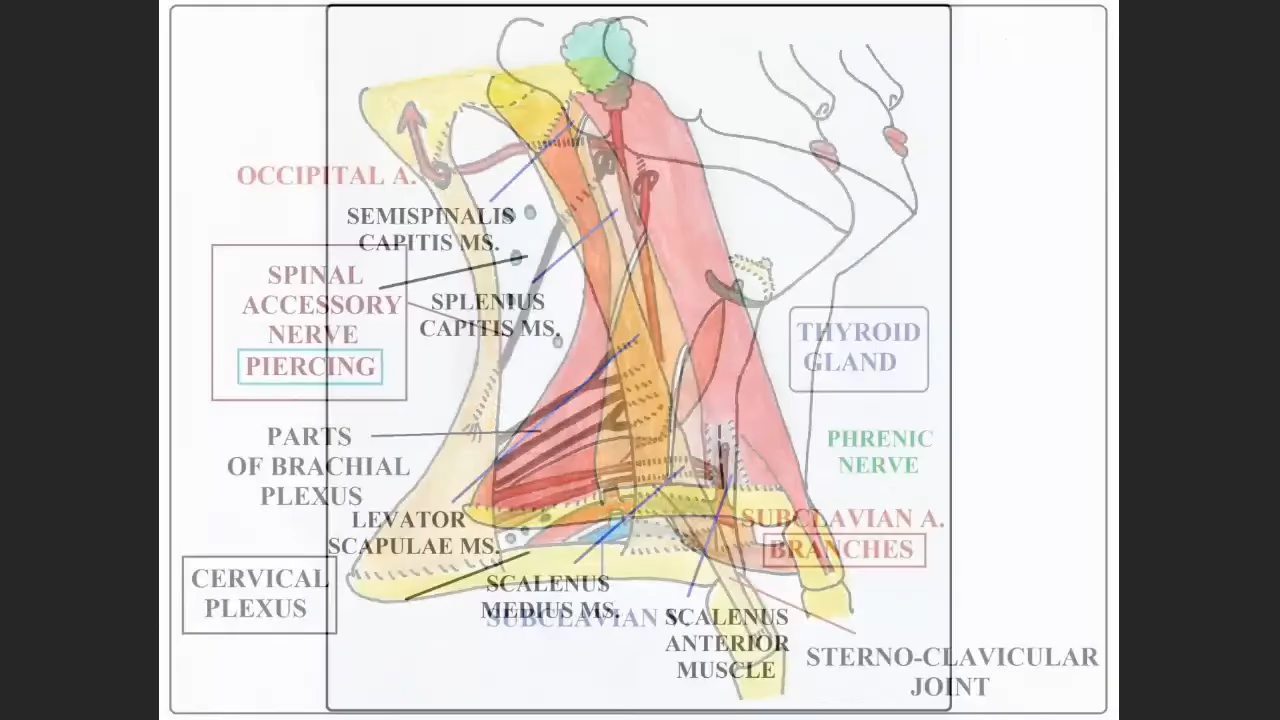 OCCIPITAL A.
SEMISPINALIS
CAPITIS MS.
SPINAL
ACCESSORY
NERVE
PIERCING
SPLENIUS
CAPITIS MS.
THYROID
GLAND
PARTS
OF BRACHIAL
PLEXUS
PHRENIC
NERVE
LEVATOR
SCAPULAE MS.
SUBCLAVIAN A.
BRANCHES
CERVICAL
PLEXUS
SCALENUS
MEDIUS MS.
SUBCLAVIAN
SCALENUS
ANTERIOR
MUSCLE
STERNO-CLAVICULAR
JOINT